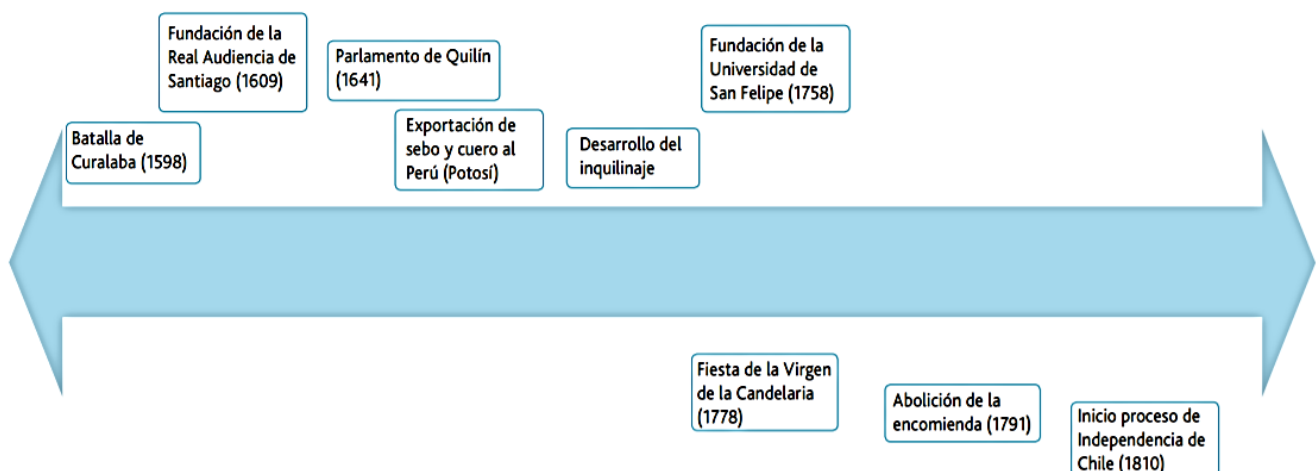 Fundación de la
Real Audiencia de
Santiago (1609)
Parlamento de Quilín
(1641)
Fundación de la
Universidad de
San Felipe (1758)
Batalla de
Curalaba (1598)
Exportación de
sebo y cuero al
Perú (Potosí)
Desarrollo del
inquilinaje
Fiesta de la Virgen
de la Candelaria
(1778)
Abolición de la
encomienda (1791)
Inicio proceso de
Independencia de
Chile (1810)